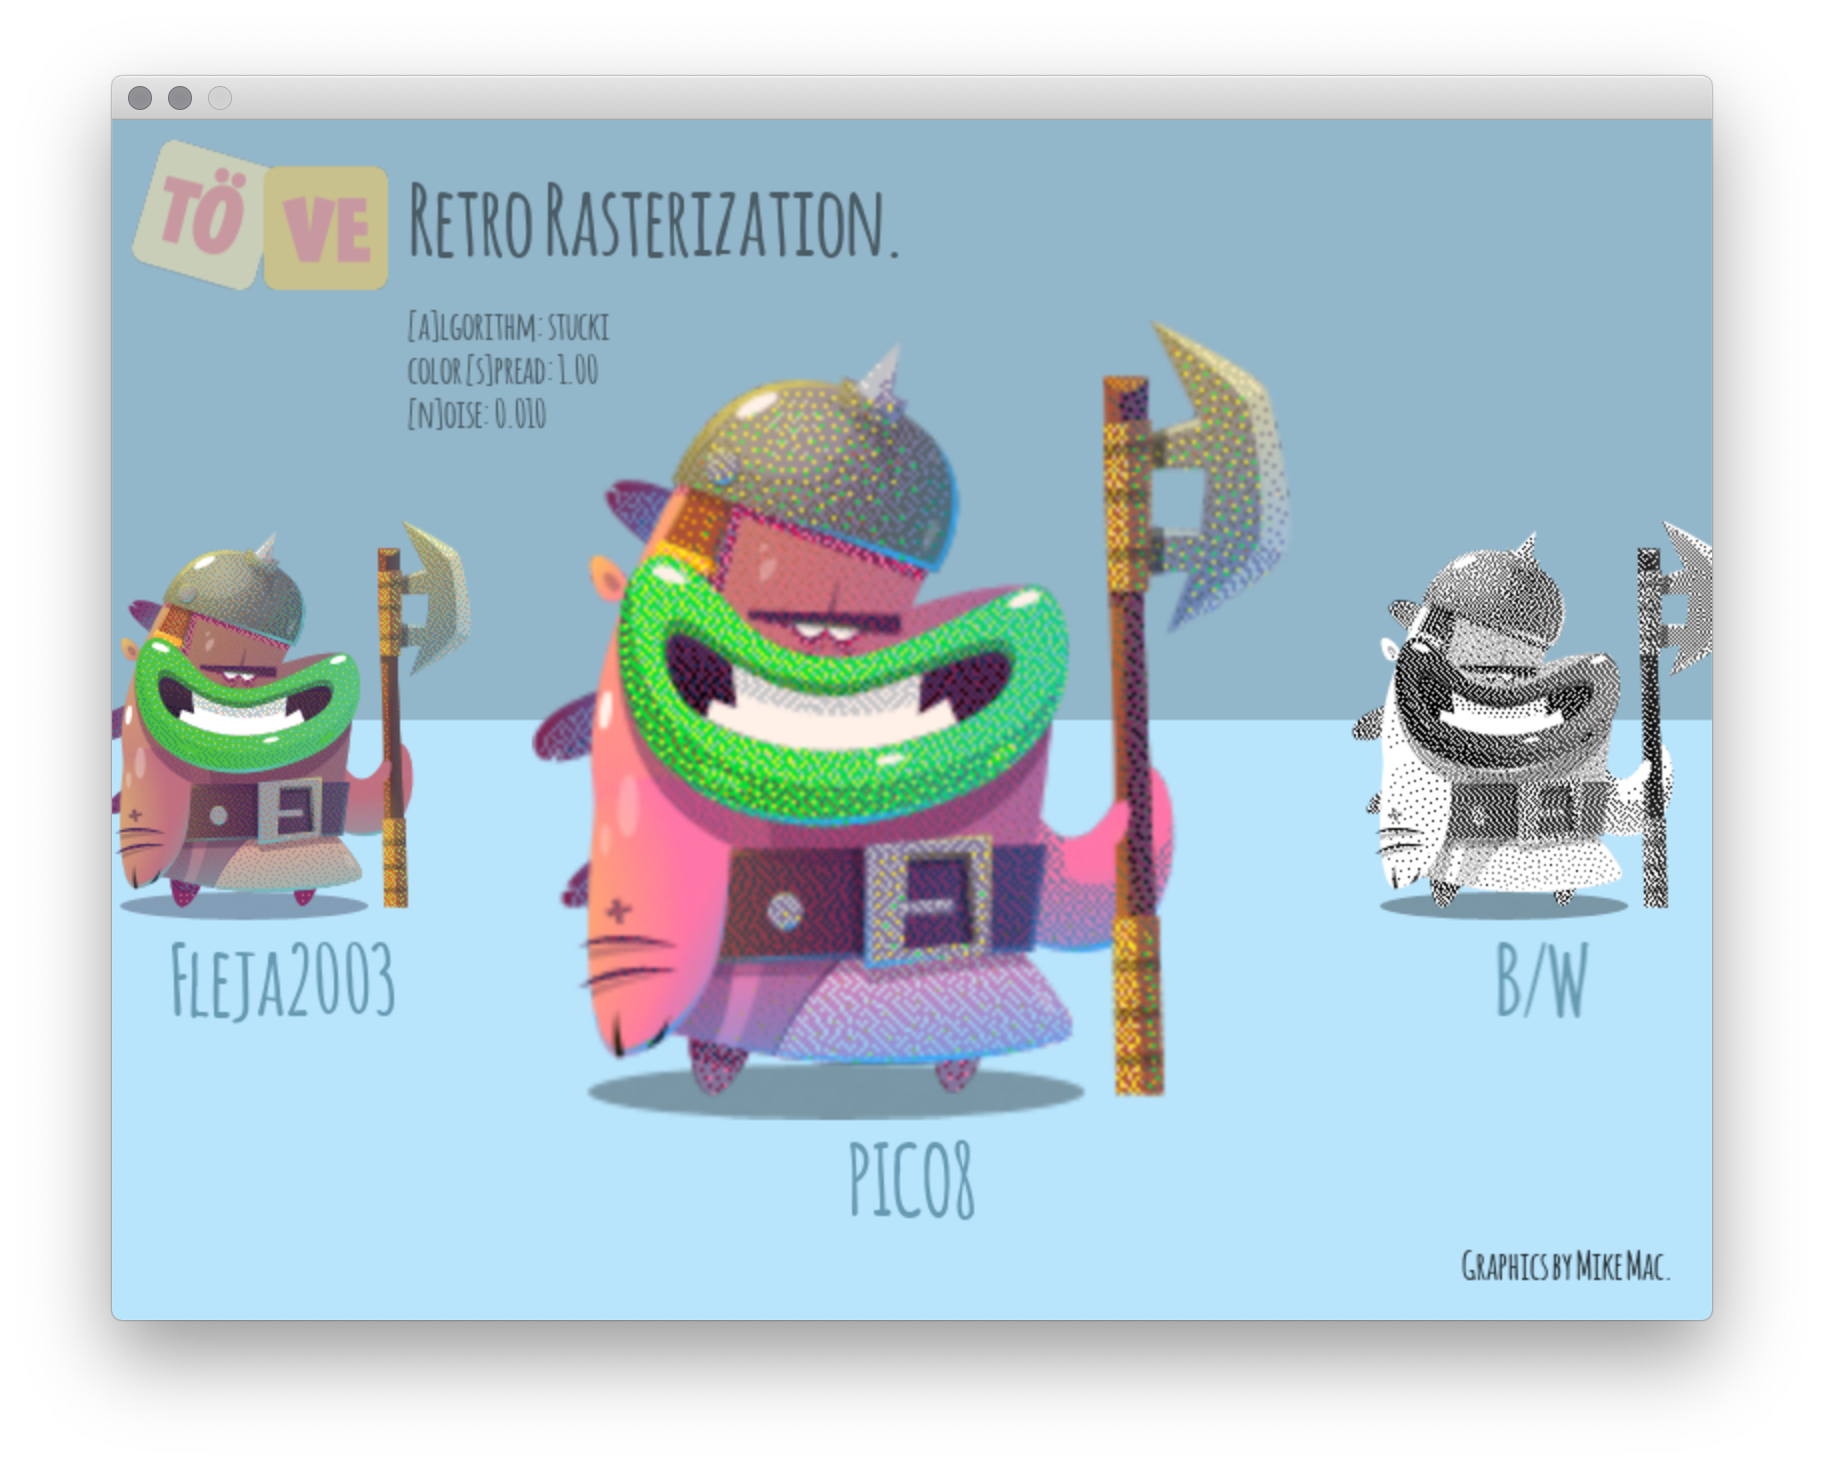 TÖ VE
RETRO RASTERIZATION.
[A]LGORITHM: STUCKI
COLOR [S]PREAD: 1.00
[N]OISE: 0.010
FLEJA2003
B/W
PICO8
GRAPHICS BY MIKE MAC.